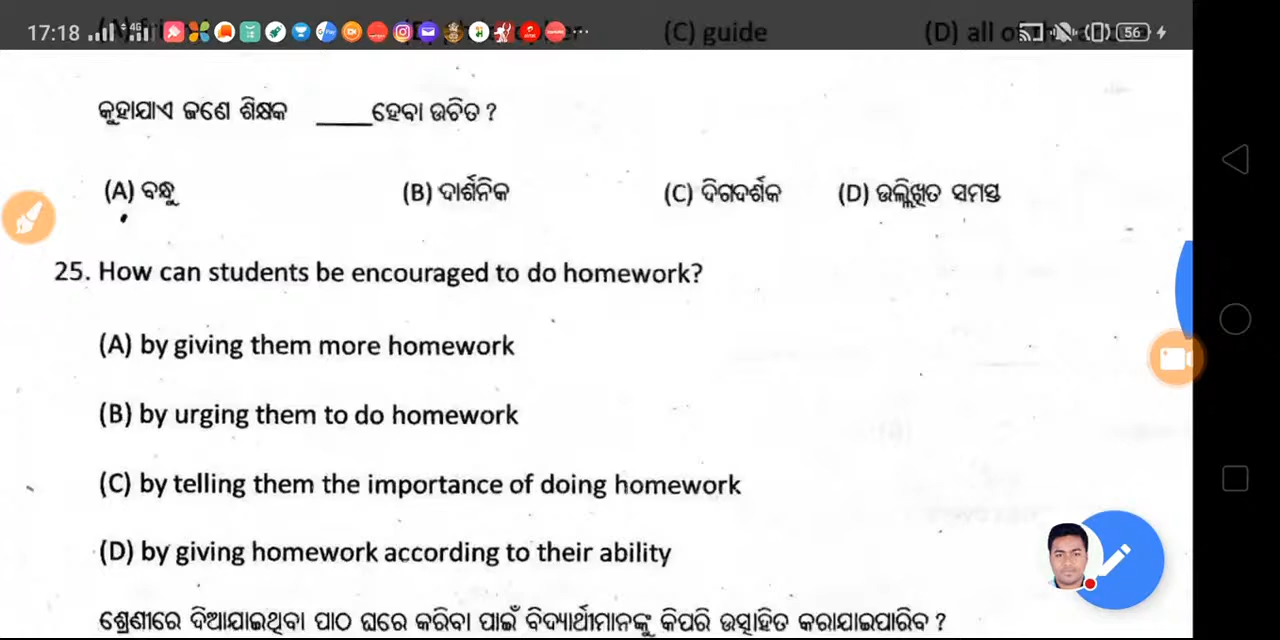 17:18 4G 56
(C) guide (D) all of
କୁହାଯାଏ ଜଣେ ଶିକ୍ଷକ _____ହେବା ଉଚିତ ?
(A) ବନ୍ଧୁ (B) ଦାର୍ଶନିକ (C) ଦିଗଦର୍ଶକ (D) ଉଲ୍ଲିଖିତ ସମସ୍ତ
25. How can students be encouraged to do homework?
(A) by giving them more homework
(B) by urging them to do homework
(C) by telling them the importance of doing homework
(D) by giving homework according to their ability
ଶ୍ରେଣୀରେ ଦିଆଯାଇଥିବା ପାଠ ଘରେ କରିବା ପାଇଁ ବିଦ୍ୟାର୍ଥୀମାନଙ୍କୁ କିପରି ଉତ୍ସାହିତ କରାଯାଇପାରିବ ?